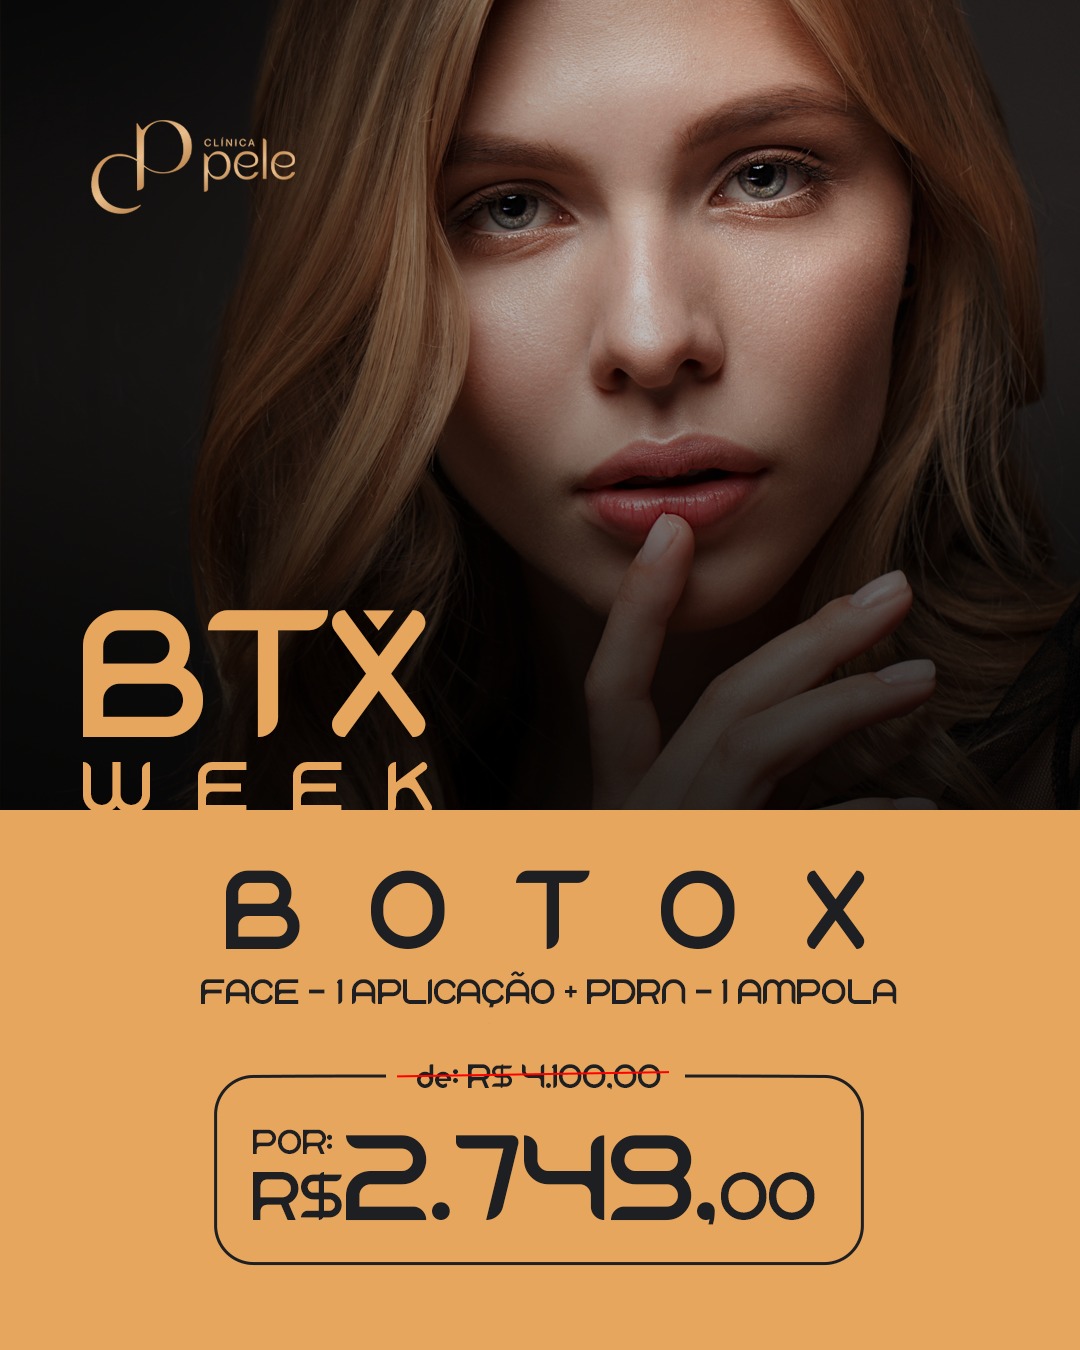 CLÍNICA
pele
BTX
WEEK
BOTOX
FACE - 1 APLICAÇÃO + PDRN - 1 AMPOLA
de: R$ 4.100,00
POR:
R$2.749,00